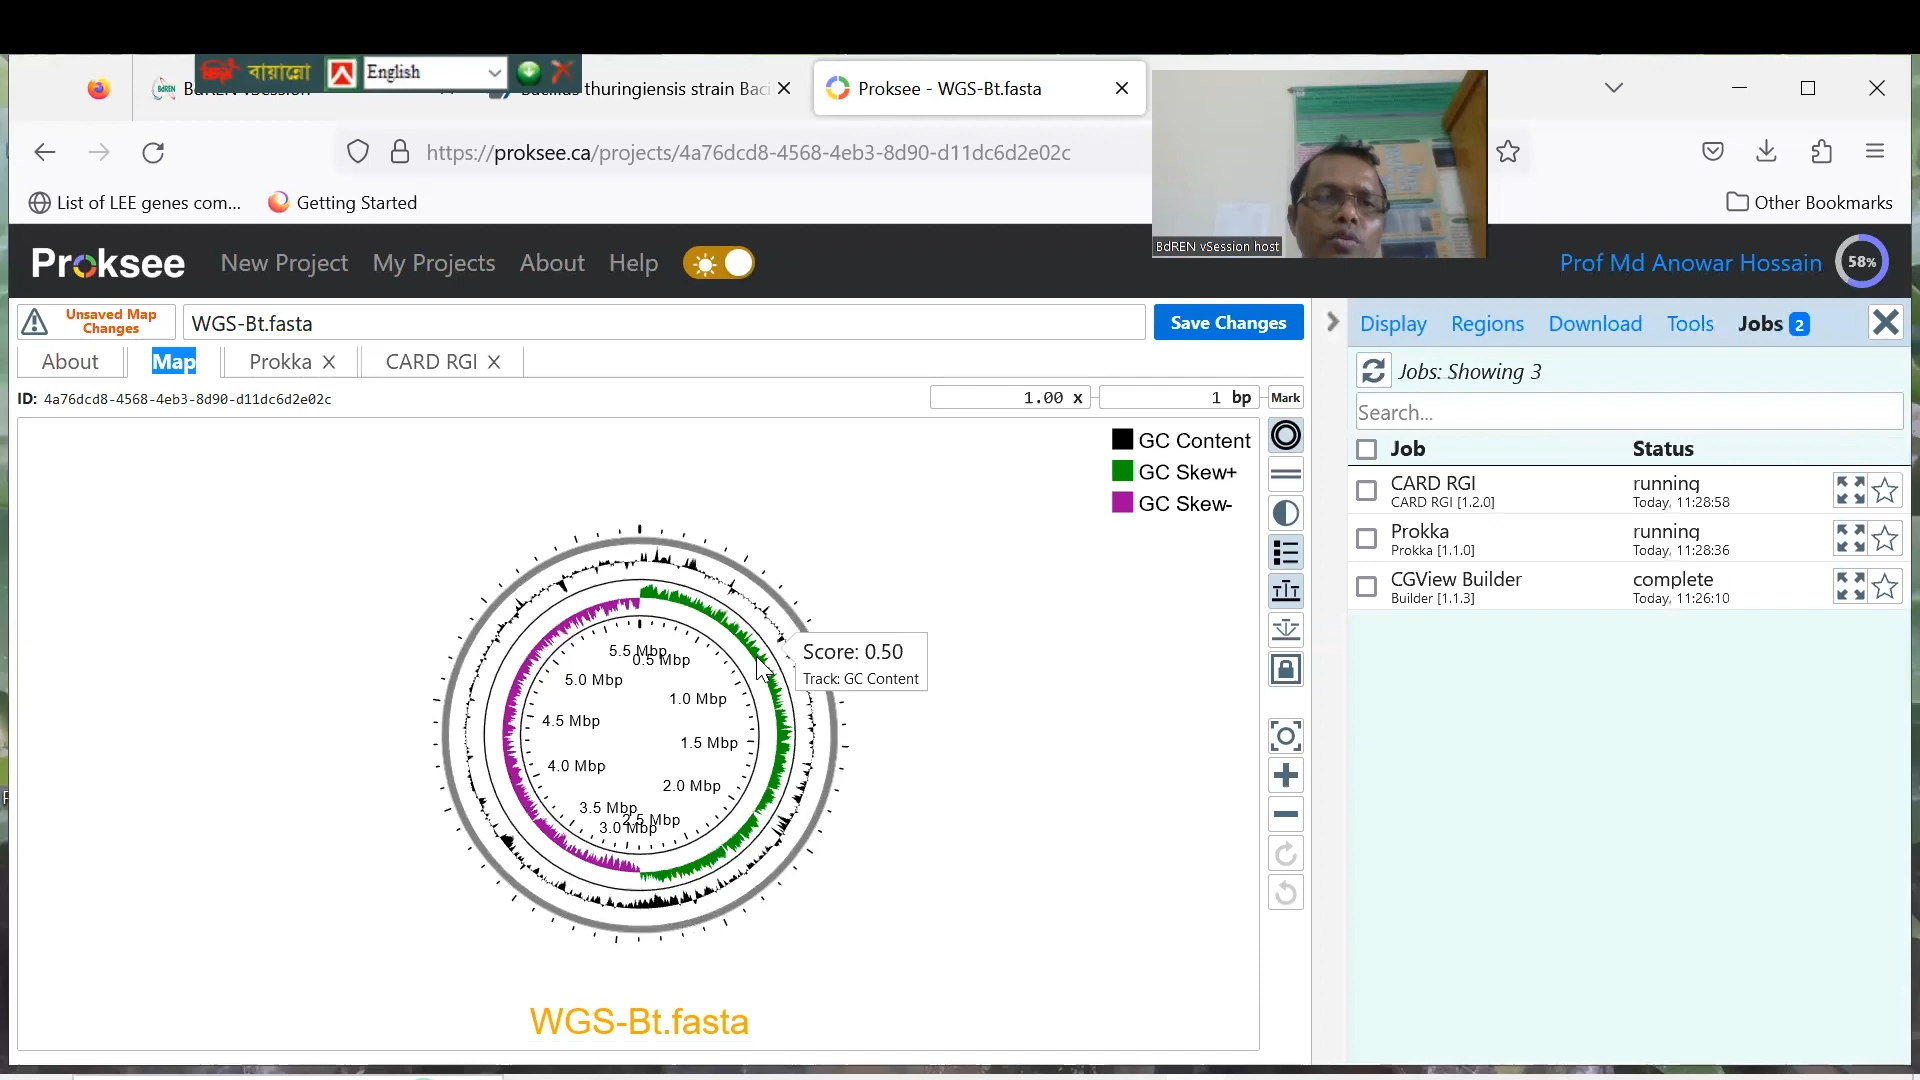 বায়ান্নো
English
thuringiensis strain Baci
Proksee - WGS-Bt.fasta
https://proksee.ca/projects/4a76dcd8-4568-4eb3-8d90-d11dc6d2e02c
List of LEE genes com...
Getting Started
Other Bookmarks
BdREN vSession host
Proksee
New Project
My Projects
About
Help
Prof Md Anowar Hossain
58%
Unsaved Map
Changes
WGS-Bt.fasta
Save Changes
Display
Regions
Download
Tools
Jobs 2
About
Map
Prokka
CARD RGI
Jobs: Showing 3
ID: 4a76dcd8-4568-4eb3-8d90-d11dc6d2e02c
1.00 x
1 bp
Mark
Search...
GC Content
GC Skew+
GC Skew-
Job Status
CARD RGI running
CARD RGI [1.2.0] Today, 11:28:58
Prokka running
Prokka [1.1.0] Today, 11:28:36
CGView Builder complete
Builder [1.1.3] Today, 11:26:10
5.5 Mbp
0.5 Mbp
5.0 Mbp
1.0 Mbp
4.5 Mbp
1.5 Mbp
4.0 Mbp
2.0 Mbp
3.5 Mbp
2.5 Mbp
3.0 Mbp
Score: 0.50
Track: GC Content
WGS-Bt.fasta